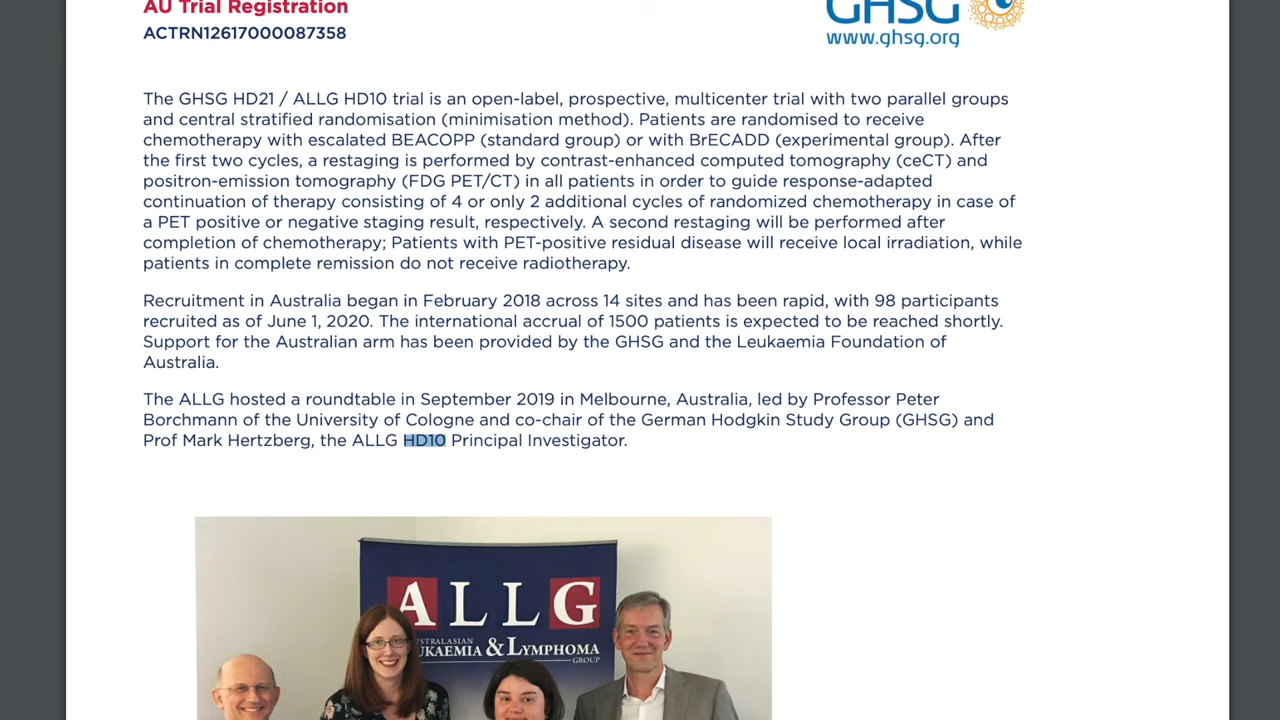 AU Trial Registration
ACTRN12617000087358
GHSG
www.ghsg.org
The GHSG HD21 / ALLG HD10 trial is an open-label, prospective, multicenter trial with two parallel groups
and central stratified randomisation (minimisation method). Patients are randomised to receive
chemotherapy with escalated BEACOPP (standard group) or with BrECADD (experimental group). After
the first two cycles, a restaging is performed by contrast-enhanced computed tomography (ceCT) and
positron-emission tomography (FDG PET/CT) in all patients in order to guide response-adapted
continuation of therapy consisting of 4 or only 2 additional cycles of randomized chemotherapy in case of
a PET positive or negative staging result, respectively. A second restaging will be performed after
completion of chemotherapy; Patients with PET-positive residual disease will receive local irradiation, while
patients in complete remission do not receive radiotherapy.
Recruitment in Australia began in February 2018 across 14 sites and has been rapid, with 98 participants
recruited as of June 1, 2020. The international accrual of 1500 patients is expected to be reached shortly.
Support for the Australian arm has been provided by the GHSG and the Leukaemia Foundation of
Australia.
The ALLG hosted a roundtable in September 2019 in Melbourne, Australia, led by Professor Peter
Borchmann of the University of Cologne and co-chair of the German Hodgkin Study Group (GHSG) and
Prof Mark Hertzberg, the ALLG HD10 Principal Investigator.
ALLG
USTRALASIAN
UKAEMIA & LYMPHOMA
GROUP